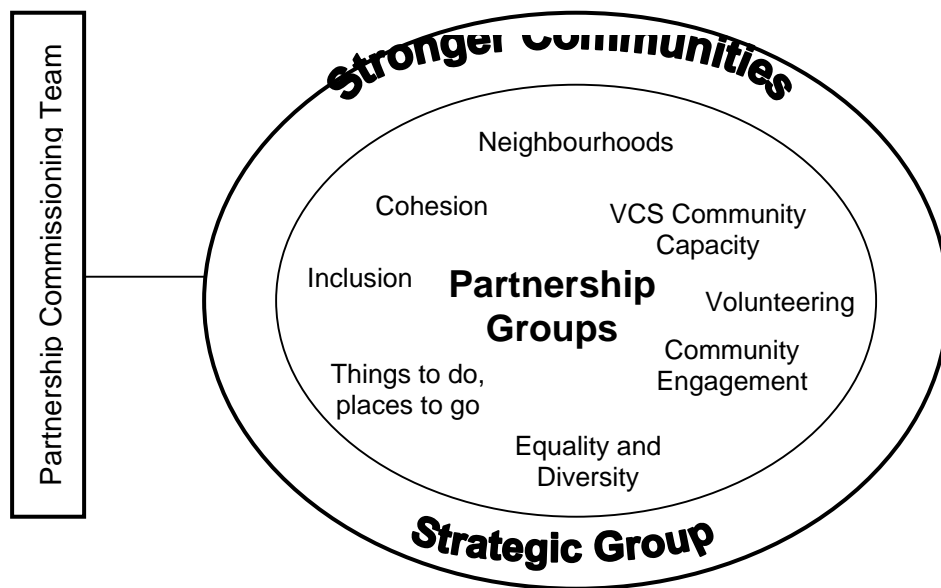 Partnership Commissioning Team
Stronger Communities
Neighbourhoods
Cohesion
VCS Community
Capacity
Inclusion
Partnership
Groups
Volunteering
Community
Engagement
Things to do,
places to go
Equality and
Diversity
Strategic Group